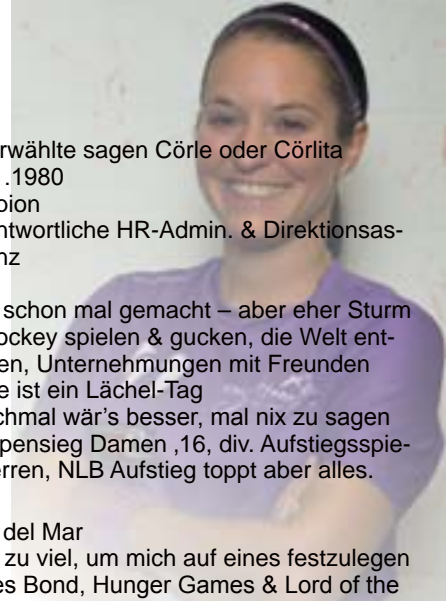 rwählte sagen Cörle oder Cörlita
.1980
pion
ntwortliche HR-Admin. & Direktionsas-
nz
schon mal gemacht – aber eher Sturm
ockey spielen & gucken, die Welt ent-
en, Unternehmungen mit Freunden
e ist ein Lächel-Tag
chmal wär’s besser, mal nix zu sagen
pensieg Damen ‚16, div. Aufstiegsspie-
erren, NLB Aufstieg toppt aber alles.
del Mar
zu viel, um mich auf eines festzulegen
es Bond, Hunger Games & Lord of the